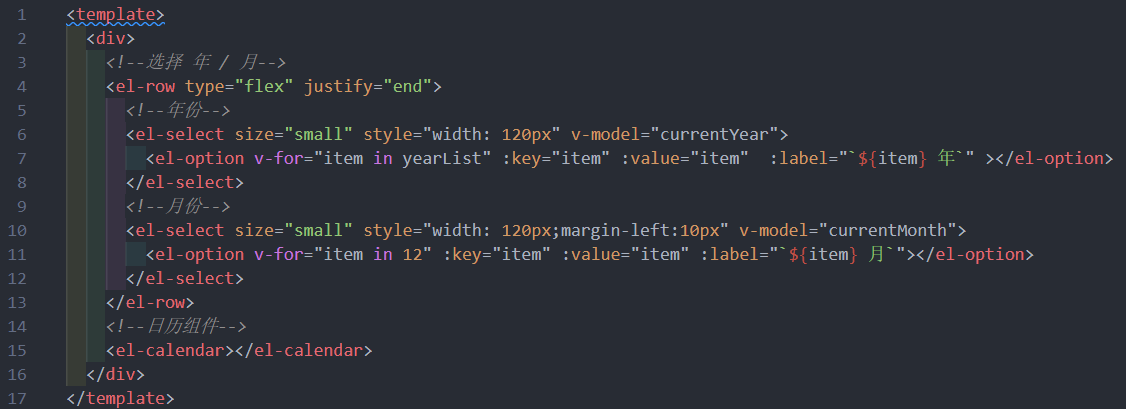 1 <template>
2   <div>
3     <!--选择 年 / 月-->
4     <el-row type="flex" justify="end">
5       <!--年份-->
6       <el-select size="small" style="width: 120px" v-model="currentYear">
7         <el-option v-for="item in yearList" :key="item" :value="item"  :label="`${item} 年`" ></el-option>
8       </el-select>
9       <!--月份-->
10       <el-select size="small" style="width: 120px;margin-left:10px" v-model="currentMonth">
11         <el-option v-for="item in 12" :key="item" :value="item" :label="`${item} 月`"></el-option>
12       </el-select>
13     </el-row>
14     <!--日历组件-->
15     <el-calendar></el-calendar>
16   </div>
17 </template>